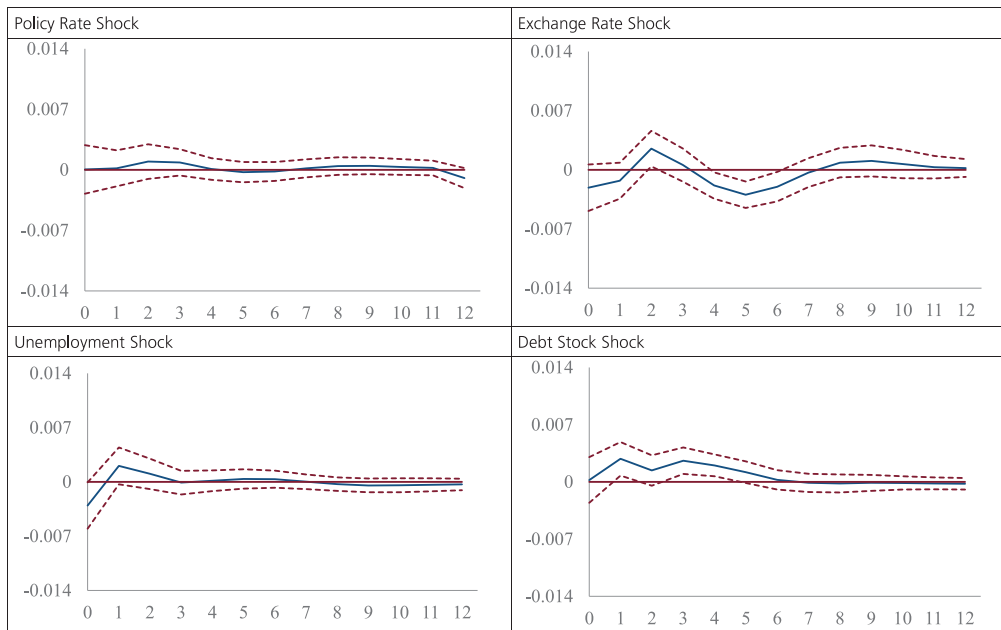 Policy Rate Shock
0.014
0.007
0
-0.007
-0.014
0 1 2 3 4 5 6 7 8 9 10 11 12
Exchange Rate Shock
0.014
0.007
0
-0.007
-0.014
0 1 2 3 4 5 6 7 8 9 10 11 12
Unemployment Shock
0.014
0.007
0
-0.007
-0.014
0 1 2 3 4 5 6 7 8 9 10 11 12
Debt Stock Shock
0.014
0.007
0
-0.007
-0.014
0 1 2 3 4 5 6 7 8 9 10 11 12